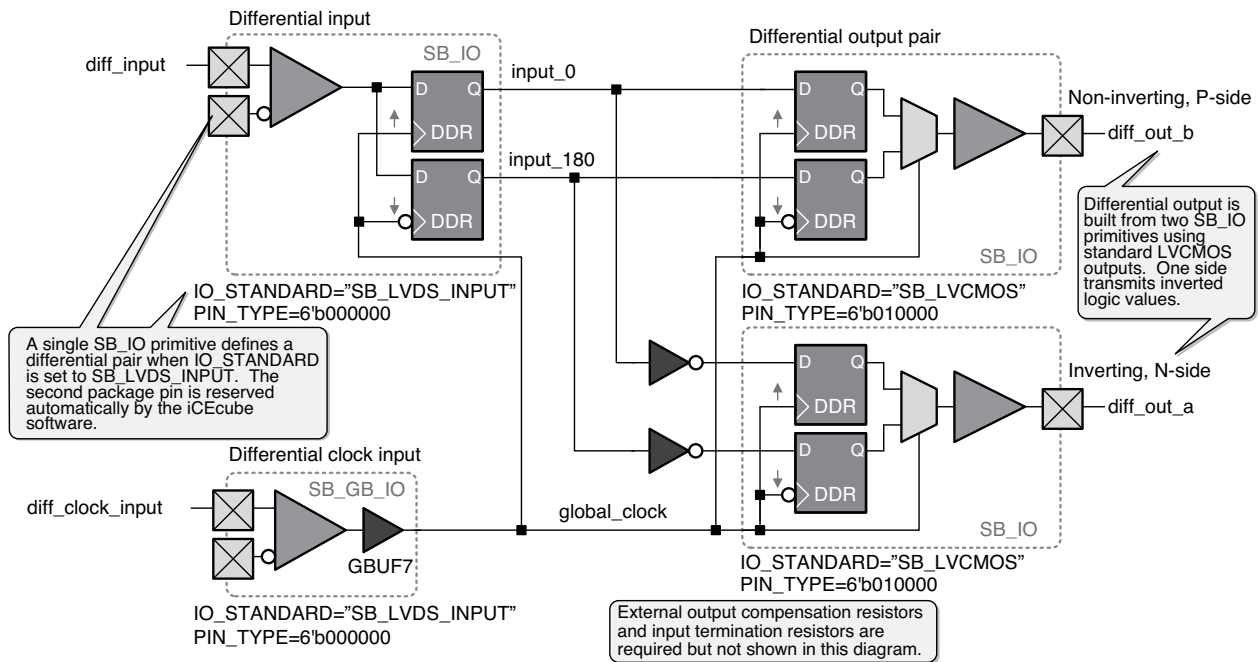 Differential input
diff_input
SB_IO
D Q
DDR
D Q
DDR
input_0
input_180
IO_STANDARD=”SB_LVDS_INPUT”
PIN_TYPE=6’b000000
A single SB_IO primitive defines a
differential pair when IO_STANDARD
is set to SB_LVDS_INPUT.  The
second package pin is reserved
automatically by the iCEcube
software.
Differential clock input
diff_clock_input
SB_GB_IO
GBUF7
IO_STANDARD=”SB_LVDS_INPUT”
PIN_TYPE=6’b000000
global_clock
Differential output pair
D Q
DDR
D Q
DDR
SB_IO
IO_STANDARD=”SB_LVCMOS”
PIN_TYPE=6’b010000
Non-inverting, P-side
diff_out_b
Differential output is
built from two SB_IO
primitives using
standard LVCMOS
outputs.  One side
transmits inverted
logic values.
D Q
DDR
D Q
DDR
SB_IO
Inverting, N-side
diff_out_a
IO_STANDARD=”SB_LVCMOS”
PIN_TYPE=6’b010000
External output compensation resistors
and input termination resistors are
required but not shown in this diagram.